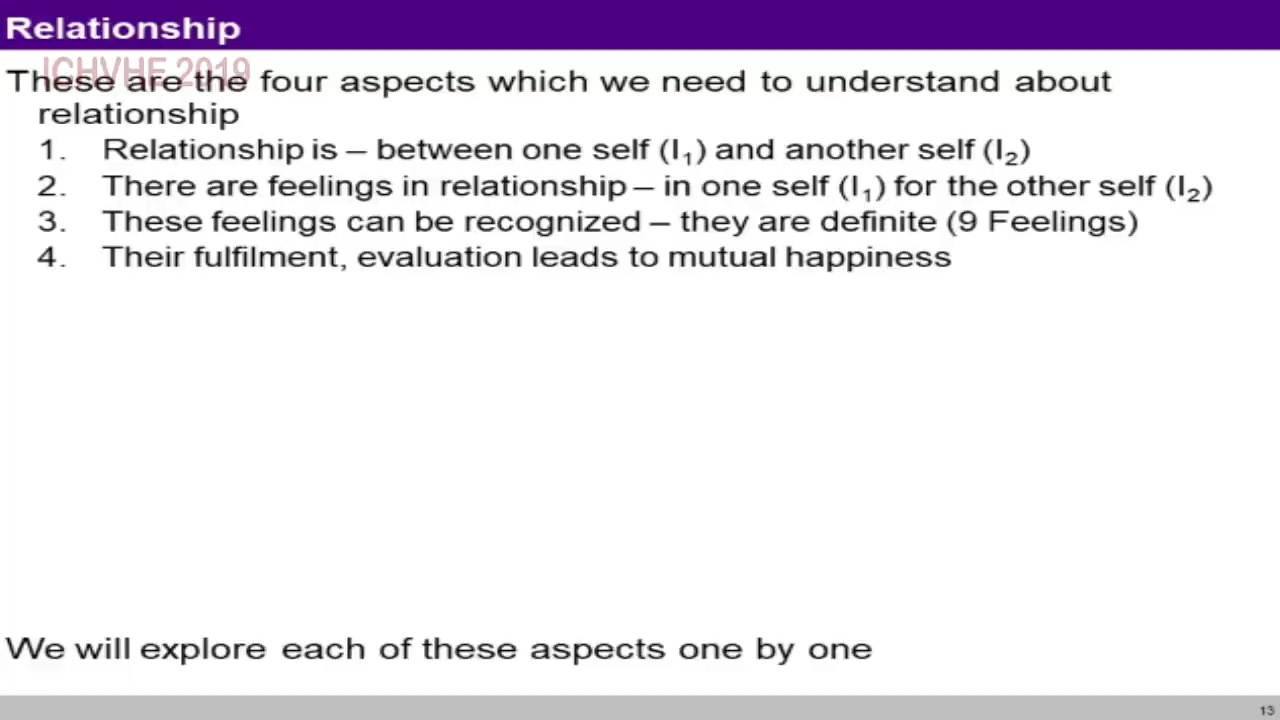 Relationship
ICHVHE 2019
These are the four aspects which we need to understand about
relationship
1. Relationship is – between one self (I₁) and another self (I₂)
2. There are feelings in relationship – in one self (I₁) for the other self (I₂)
3. These feelings can be recognized – they are definite (9 Feelings)
4. Their fulfilment, evaluation leads to mutual happiness
We will explore each of these aspects one by one
13